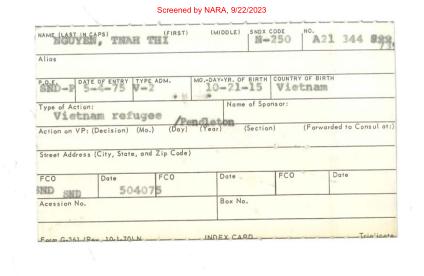 Screened by NARA, 9/22/2023
NAME (LAST IN CAPS) (FIRST) (MIDDLE) SNDX CODE NO.
NGUYEN, TNAH THI N-250 A21 344
Alias
P.O.E. DATE OF ENTRY TYPE ADM. MO.-DAY-YR. OF BIRTH COUNTRY OF BIRTH
SND-P 5-4-75 V-2 10-21-15 Vietnam
Type of Action: Name of Sponsor:
Vietnam refugee /Pendleton
Action on VP: (Decision) (Mo.) (Day) (Year) (Section) (Forwarded to Consul at:)
Street Address (City, State, and Zip Code)
FCO Date FCO Date FCO Date
SND SND 504075
Acession No. Box No.
Form G-361 (Rev. 10-1-70) N INDEX CARD Triplicate